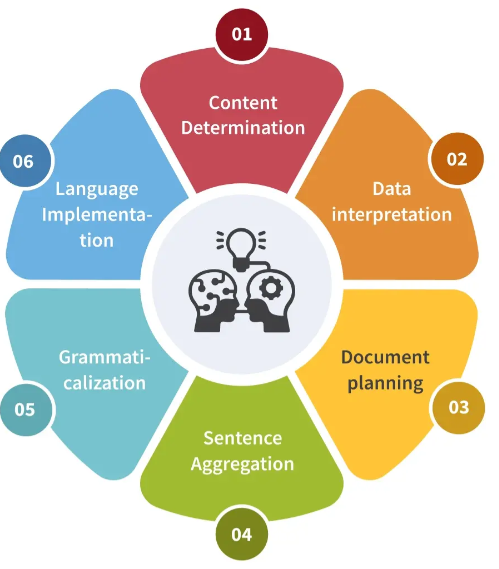 01
Content
Determination
02
Data
interpretation
03
Document
planning
04
Sentence
Aggregation
05
Grammati-
calization
06
Language
Implementa-
tion